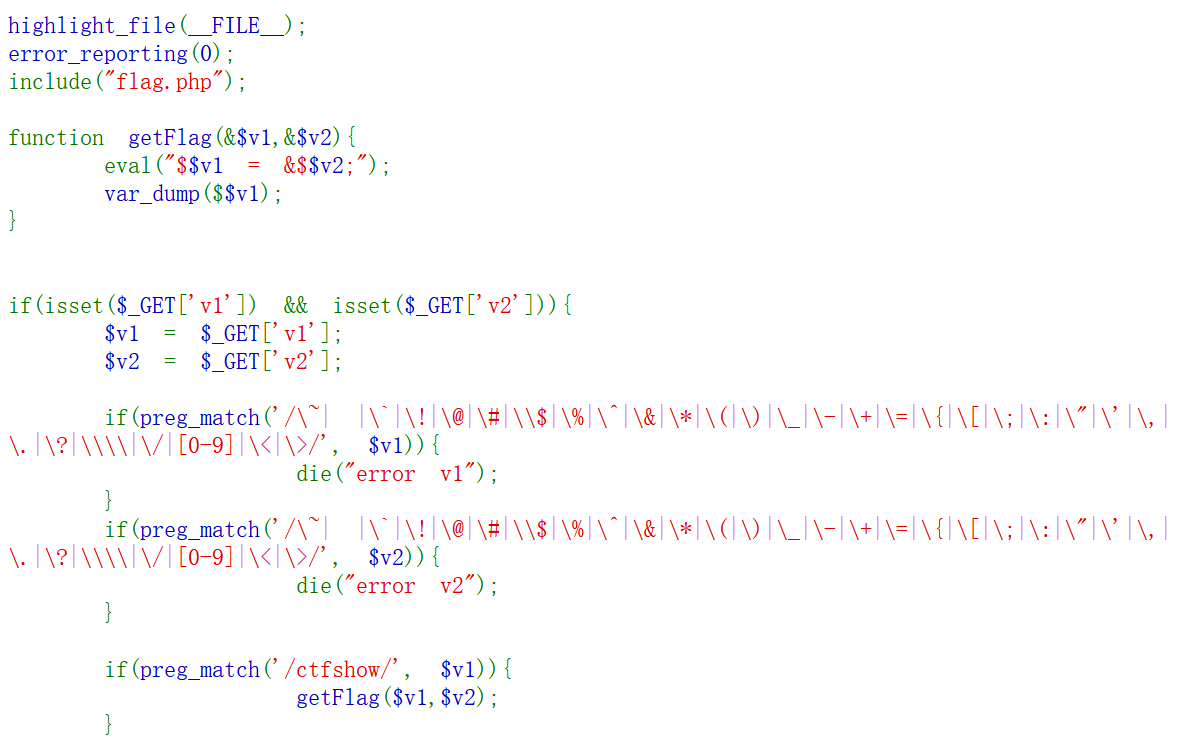 highlight_file(__FILE__);
error_reporting(0);
include("flag.php");
function  getFlag(&$v1,&$v2){
eval("$$v1  =  &$$v2;");
var_dump($$v1);
}
if(isset($_GET['v1'])  &&  isset($_GET['v2'])){
$v1  =  $_GET['v1'];
$v2  =  $_GET['v2'];
if(preg_match('/\~|  |\`|\!|\@|\#|\\$|\%|\^|\&|\*|\(|\)|\_|\-|\+|\=|\{|\[|\;|\:|\"|\'|\,|
\.|\?|\\\\|\/|[0-9]|\<|\>/',  $v1)){
die("error  v1");
}
if(preg_match('/\~|  |\`|\!|\@|\#|\\$|\%|\^|\&|\*|\(|\)|\_|\-|\+|\=|\{|\[|\;|\:|\"|\'|\,|
\.|\?|\\\\|\/|[0-9]|\<|\>/',  $v2)){
die("error  v2");
}
if(preg_match('/ctfshow/',  $v1)){
getFlag($v1,$v2);
}